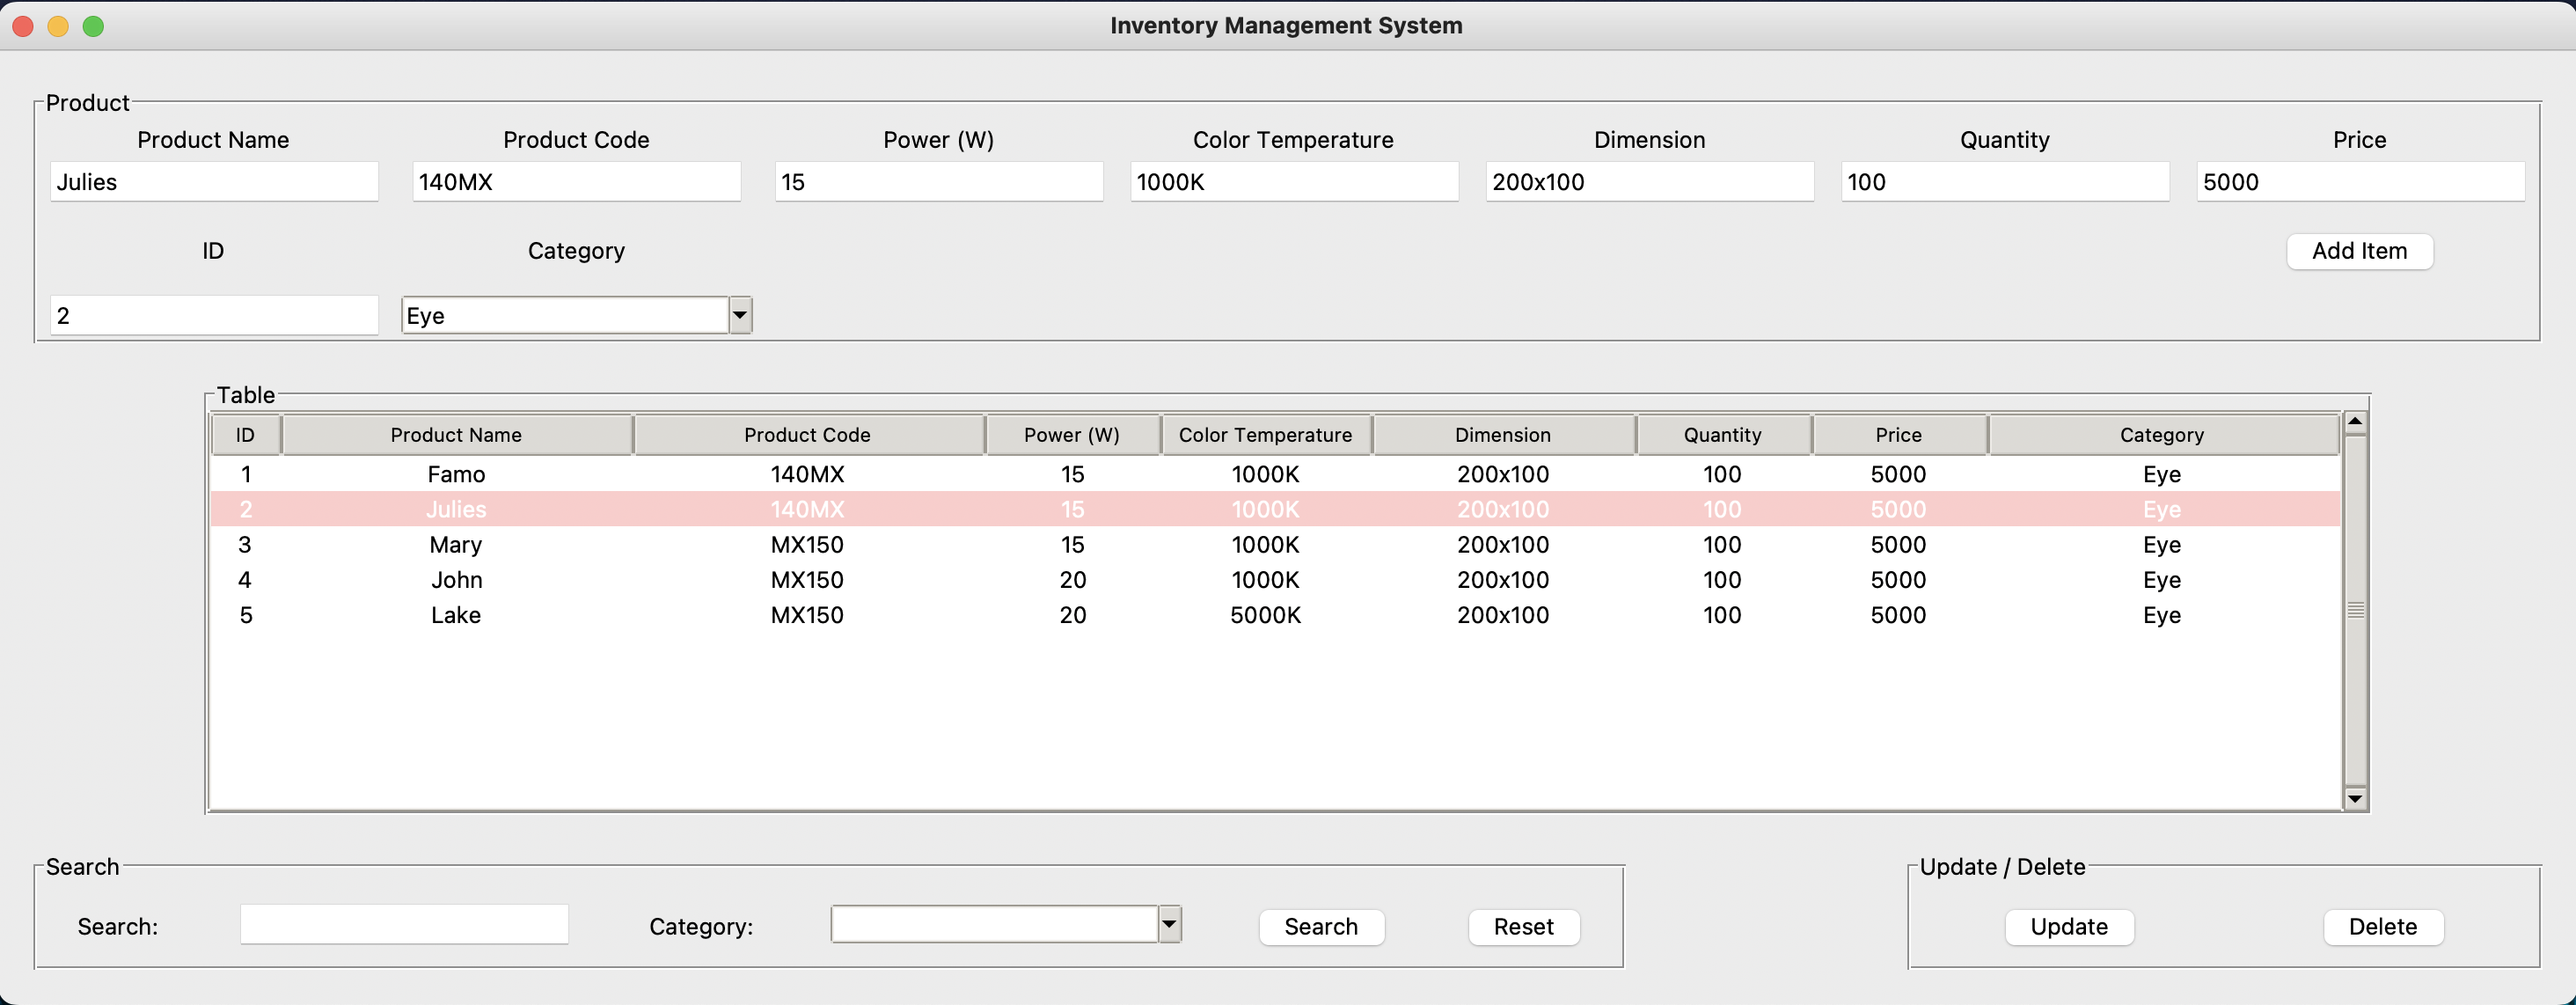 Inventory Management System
Product
Product Name Product Code Power (W) Color Temperature Dimension Quantity Price
Julies 140MX 15 1000K 200x100 100 5000
ID Category Add Item
2 Eye
Table
ID Product Name Product Code Power (W) Color Temperature Dimension Quantity Price Category
1 Famo 140MX 15 1000K 200x100 100 5000 Eye
2 Julies 140MX 15 1000K 200x100 100 5000 Eye
3 Mary MX150 15 1000K 200x100 100 5000 Eye
4 John MX150 20 1000K 200x100 100 5000 Eye
5 Lake MX150 20 5000K 200x100 100 5000 Eye
Search Update / Delete
Search: Category: Search Reset Update Delete